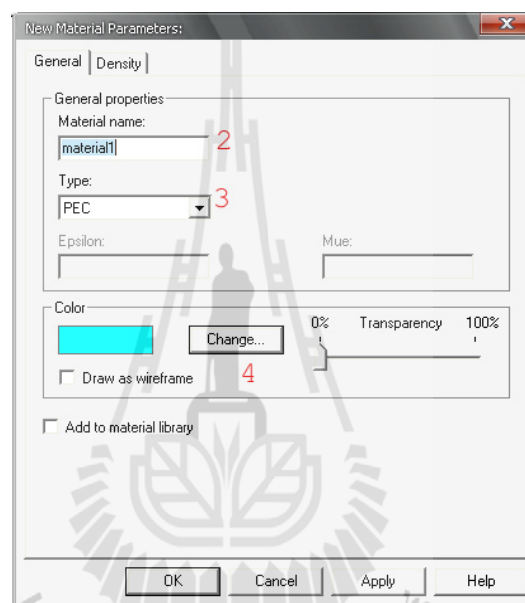 New Material Parameters:
General Density
General properties
Material name:
material1 2
Type:
PEC 3
Epsilon: Mue:
Color
0% Transparency 100%
Change...
Draw as wireframe 4
Add to material library
OK Cancel Apply Help